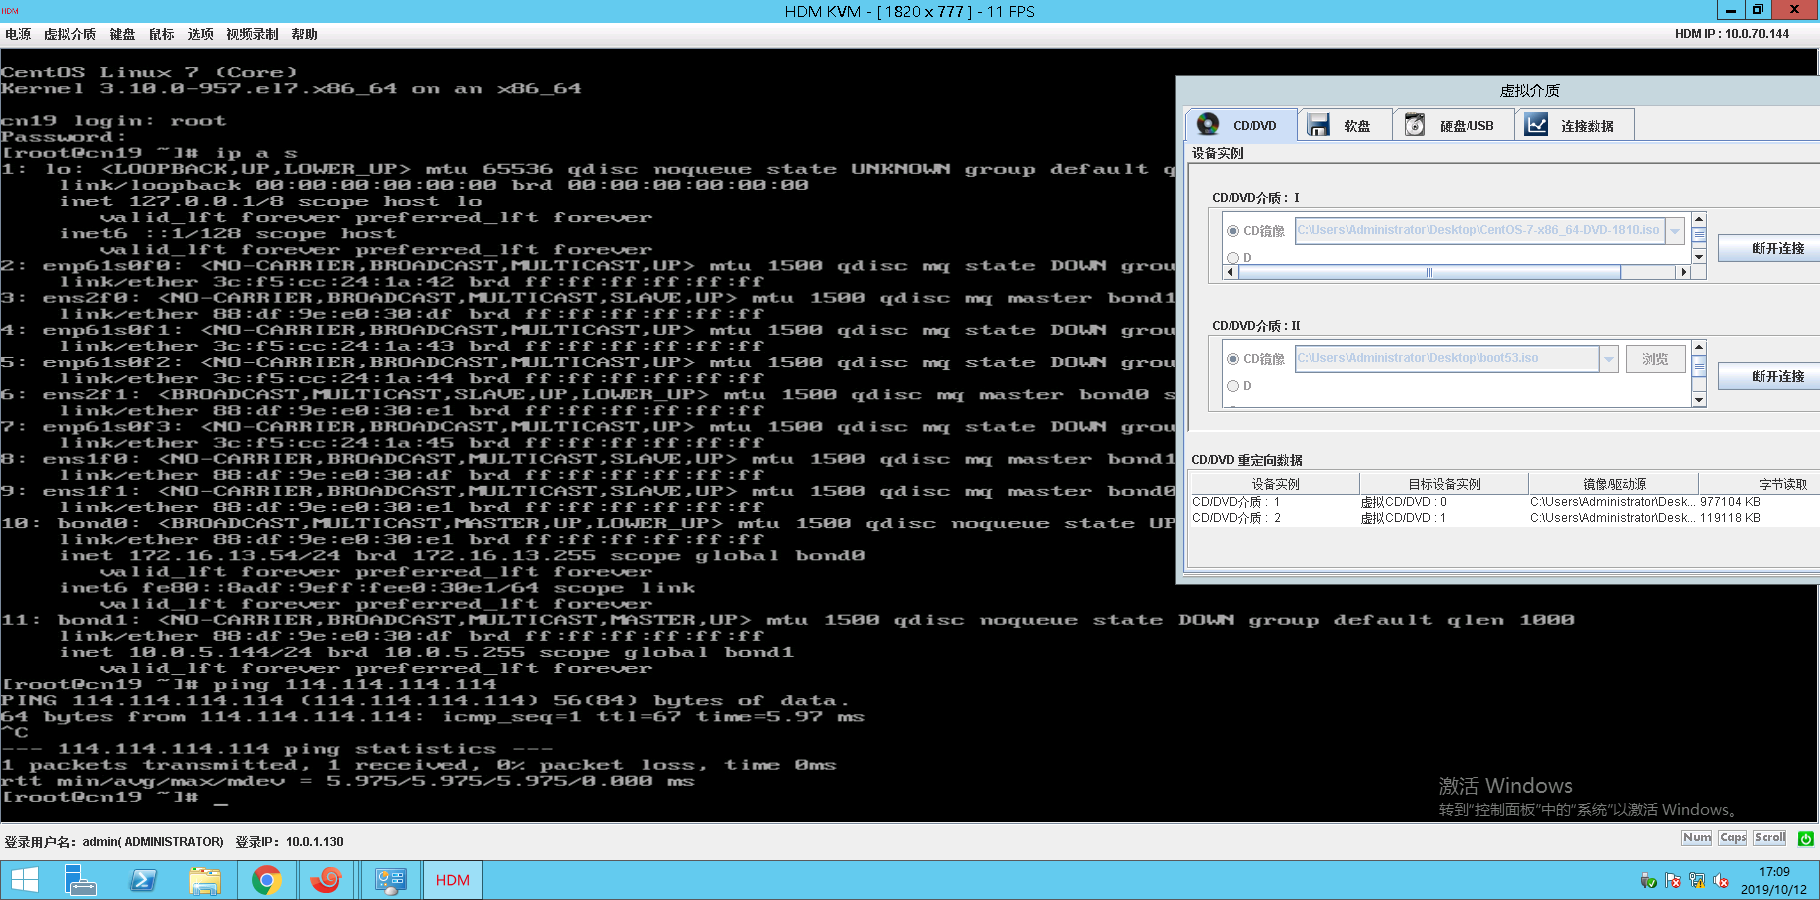 HDM
HDM KVM - [ 1820 x 777 ] - 11 FPS
电源 虚拟介质 键盘 鼠标 选项 视频录制 帮助
HDM IP : 10.0.70.144
CentOS Linux 7 (Core)
Kernel 3.10.0-957.el7.x86_64 on an x86_64
cn19 login: root
Password:
[root@cn19 ~]# ip a s
1: lo: <LOOPBACK,UP,LOWER_UP> mtu 65536 qdisc noqueue state UNKNOWN group default q
link/loopback 00:00:00:00:00:00 brd 00:00:00:00:00:00
inet 127.0.0.1/8 scope host lo
valid_lft forever preferred_lft forever
inet6 ::1/128 scope host
valid_lft forever preferred_lft forever
2: enp61s0f0: <NO-CARRIER,BROADCAST,MULTICAST,UP> mtu 1500 qdisc mq state DOWN grou
link/ether 3c:f5:cc:24:1a:42 brd ff:ff:ff:ff:ff:ff
3: ens2f0: <NO-CARRIER,BROADCAST,MULTICAST,SLAVE,UP> mtu 1500 qdisc mq master bond1
link/ether 88:df:9e:e0:30:df brd ff:ff:ff:ff:ff:ff
4: enp61s0f1: <NO-CARRIER,BROADCAST,MULTICAST,UP> mtu 1500 qdisc mq state DOWN grou
link/ether 3c:f5:cc:24:1a:43 brd ff:ff:ff:ff:ff:ff
5: enp61s0f2: <NO-CARRIER,BROADCAST,MULTICAST,UP> mtu 1500 qdisc mq state DOWN grou
link/ether 3c:f5:cc:24:1a:44 brd ff:ff:ff:ff:ff:ff
6: ens2f1: <BROADCAST,MULTICAST,SLAVE,UP,LOWER_UP> mtu 1500 qdisc mq master bond0 s
link/ether 88:df:9e:e0:30:e1 brd ff:ff:ff:ff:ff:ff
7: enp61s0f3: <NO-CARRIER,BROADCAST,MULTICAST,UP> mtu 1500 qdisc mq state DOWN grou
link/ether 3c:f5:cc:24:1a:45 brd ff:ff:ff:ff:ff:ff
8: ens1f0: <NO-CARRIER,BROADCAST,MULTICAST,SLAVE,UP> mtu 1500 qdisc mq master bond1
link/ether 88:df:9e:e0:30:df brd ff:ff:ff:ff:ff:ff
9: ens1f1: <NO-CARRIER,BROADCAST,MULTICAST,SLAVE,UP> mtu 1500 qdisc mq master bond0
link/ether 88:df:9e:e0:30:e1 brd ff:ff:ff:ff:ff:ff
10: bond0: <BROADCAST,MULTICAST,MASTER,UP,LOWER_UP> mtu 1500 qdisc noqueue state UP
link/ether 88:df:9e:e0:30:e1 brd ff:ff:ff:ff:ff:ff
inet 172.16.13.54/24 brd 172.16.13.255 scope global bond0
valid_lft forever preferred_lft forever
inet6 fe80::8adf:9eff:fee0:30e1/64 scope link
valid_lft forever preferred_lft forever
11: bond1: <NO-CARRIER,BROADCAST,MULTICAST,MASTER,UP> mtu 1500 qdisc noqueue state DOWN group default qlen 1000
link/ether 88:df:9e:e0:30:df brd ff:ff:ff:ff:ff:ff
inet 10.0.5.144/24 brd 10.0.5.255 scope global bond1
valid_lft forever preferred_lft forever
[root@cn19 ~]# ping 114.114.114.114
PING 114.114.114.114 (114.114.114.114) 56(84) bytes of data.
64 bytes from 114.114.114.114: icmp_seq=1 ttl=67 time=5.97 ms
^C
--- 114.114.114.114 ping statistics ---
1 packets transmitted, 1 received, 0% packet loss, time 0ms
rtt min/avg/max/mdev = 5.975/5.975/5.975/0.000 ms
[root@cn19 ~]# _
虚拟介质
CD/DVD 软盘 硬盘/USB 连接数据
设备实例
CD/DVD介质 : I
CD镜像 C:\Users\Administrator\Desktop\CentOS-7-x86_64-DVD-1810.iso
断开连接
D
CD/DVD介质 : II
CD镜像 C:\Users\Administrator\Desktop\boot53.iso 浏览
断开连接
D
CD/DVD 重定向数据
设备实例 目标设备实例 镜像/驱动源 字节读取
CD/DVD介质 : 1 虚拟CD/DVD : 0 C:\Users\Administrator\Desk... 977104 KB
CD/DVD介质 : 2 虚拟CD/DVD : 1 C:\Users\Administrator\Desk... 119118 KB
激活 Windows
转到"控制面板"中的"系统"以激活 Windows。
登录用户名: admin( ADMINISTRATOR) 登录IP: 10.0.1.130
Num Caps Scroll
HDM
17:09
2019/10/12